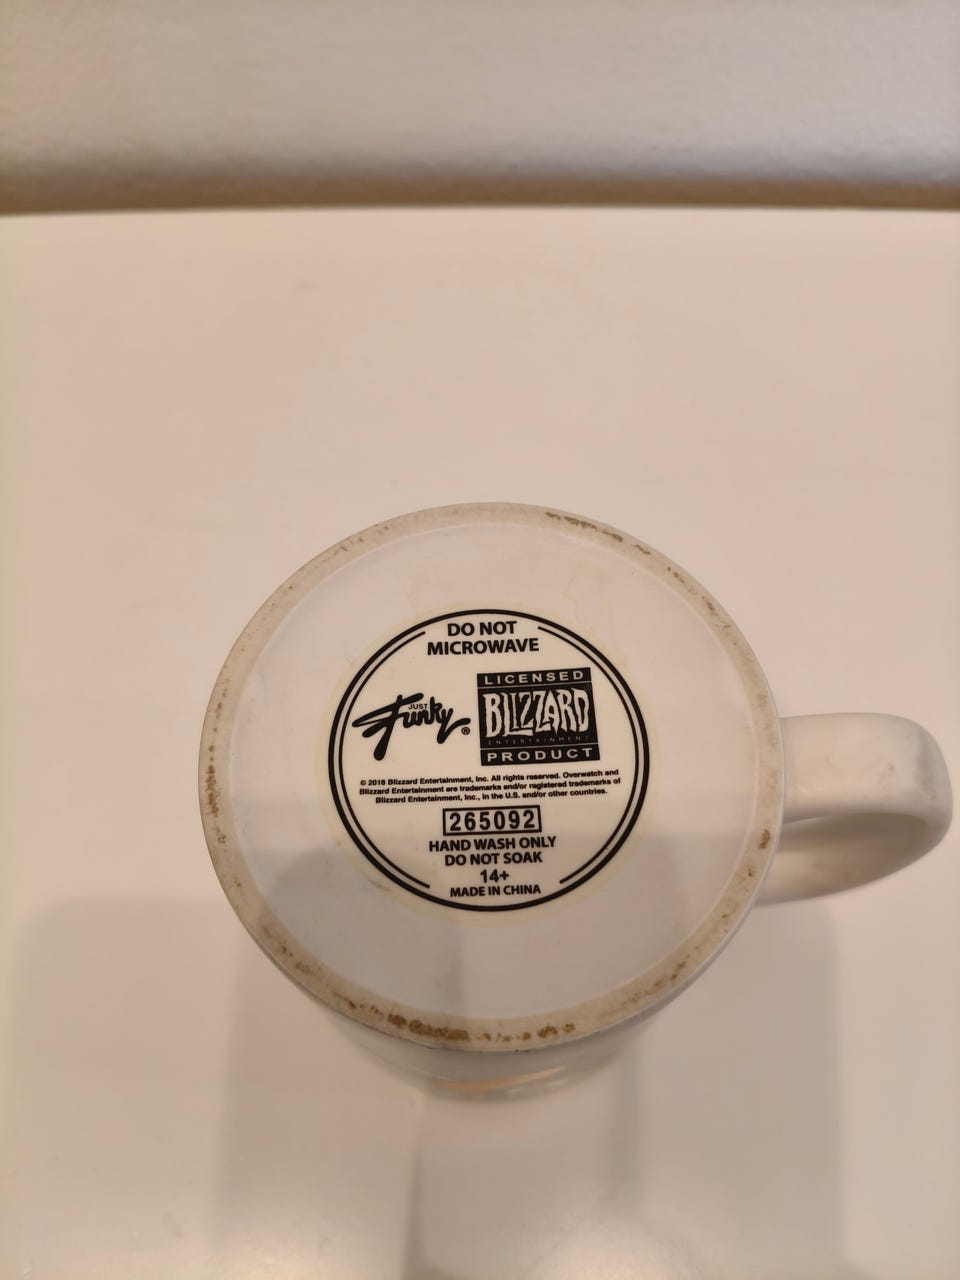 DO NOT
MICROWAVE
JUST
Funky®
LICENSED
BLIZZARD
ENTERTAINMENT
PRODUCT
© 2016 Blizzard Entertainment, Inc. All rights reserved. Overwatch and
Blizzard Entertainment are trademarks and/or registered trademarks of
Blizzard Entertainment, Inc., in the U.S. and/or other countries.
265092
HAND WASH ONLY
DO NOT SOAK
14+
MADE IN CHINA